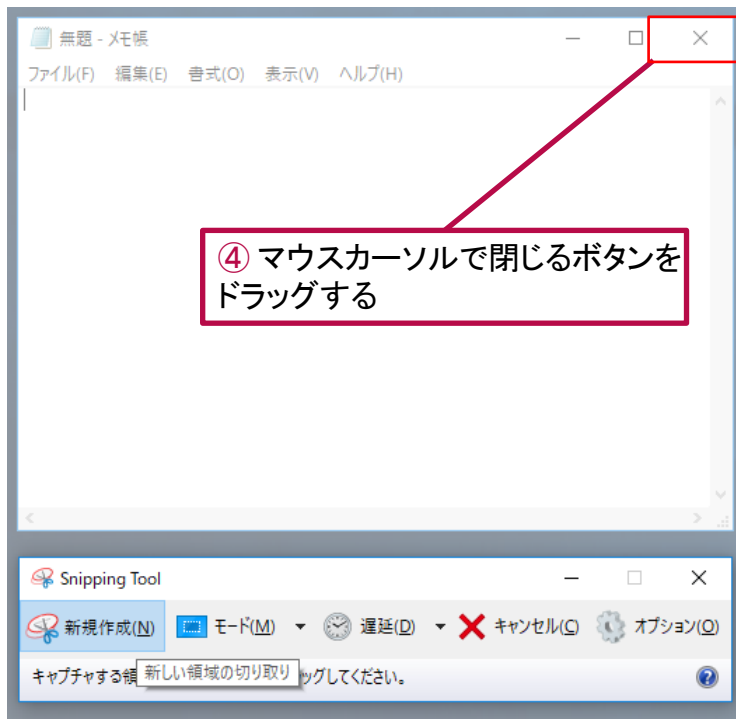 無題 - メモ帳
ファイル(F) 編集(E) 書式(O) 表示(V) ヘルプ(H)
④ マウスカーソルで閉じるボタンを
ドラッグする
Snipping Tool
新規作成(N) モード(M) 遅延(D) キャンセル(C) オプション(O)
キャプチャする領 ッグしてください。
新しい領域の切り取り